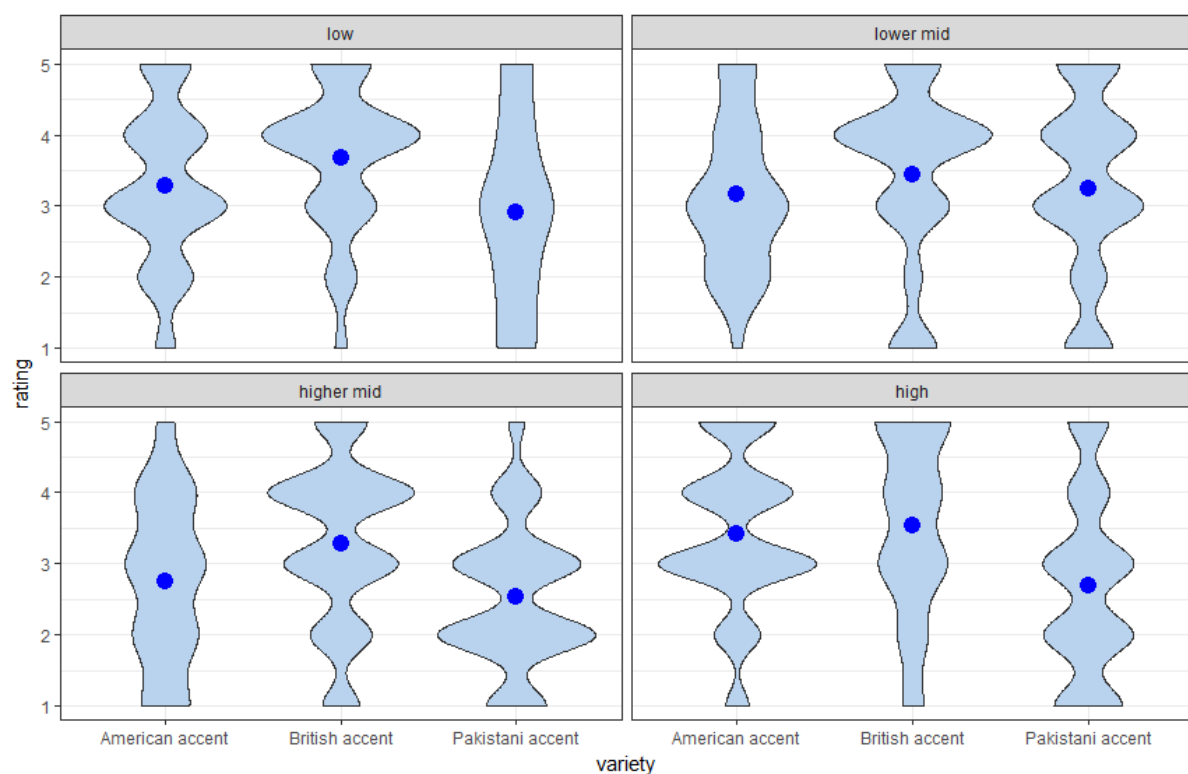 low
lower mid
5
4
3
2
1
rating
higher mid
high
5
4
3
2
1
American accent
British accent
Pakistani accent
American accent
British accent
Pakistani accent
variety